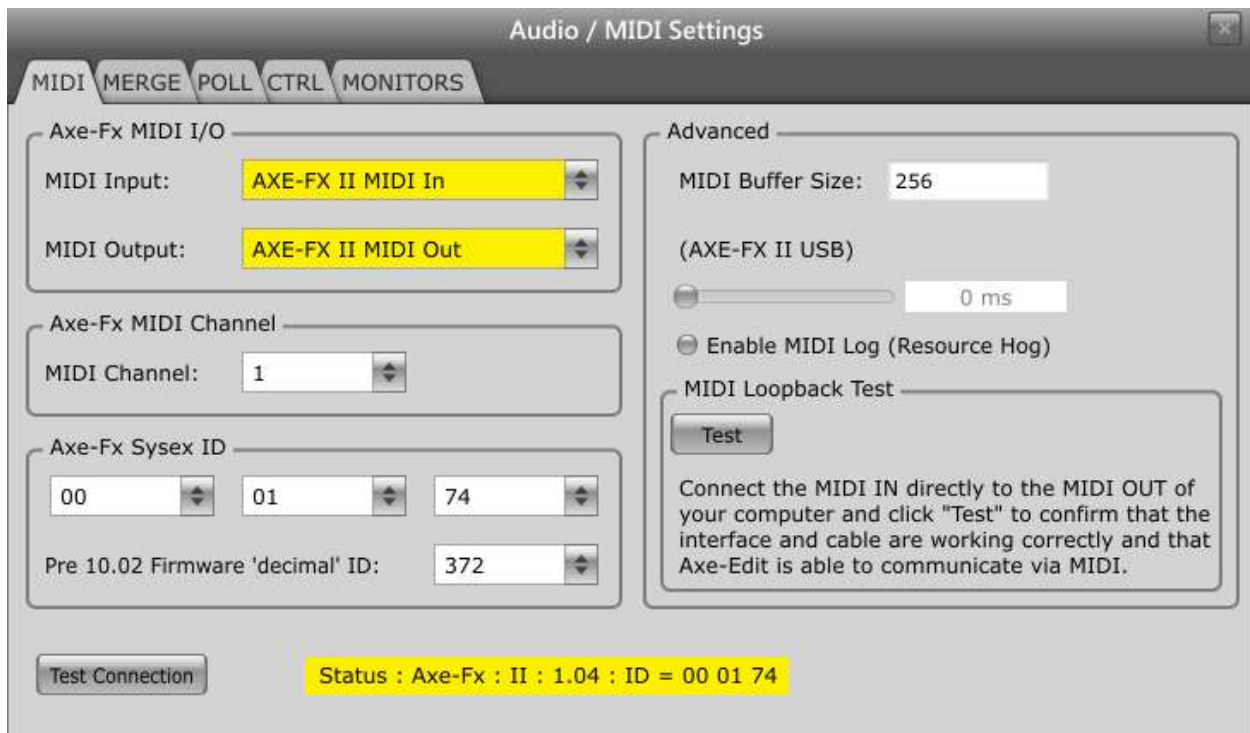 Audio / MIDI Settings
MIDI MERGE POLL CTRL MONITORS
Axe-Fx MIDI I/O
MIDI Input: AXE-FX II MIDI In
MIDI Output: AXE-FX II MIDI Out
Axe-Fx MIDI Channel
MIDI Channel: 1
Axe-Fx Sysex ID
00 01 74
Pre 10.02 Firmware 'decimal' ID: 372
Advanced
MIDI Buffer Size: 256
(AXE-FX II USB)
0 ms
Enable MIDI Log (Resource Hog)
MIDI Loopback Test
Test
Connect the MIDI IN directly to the MIDI OUT of
your computer and click "Test" to confirm that the
interface and cable are working correctly and that
Axe-Edit is able to communicate via MIDI.
Test Connection
Status : Axe-Fx : II : 1.04 : ID = 00 01 74